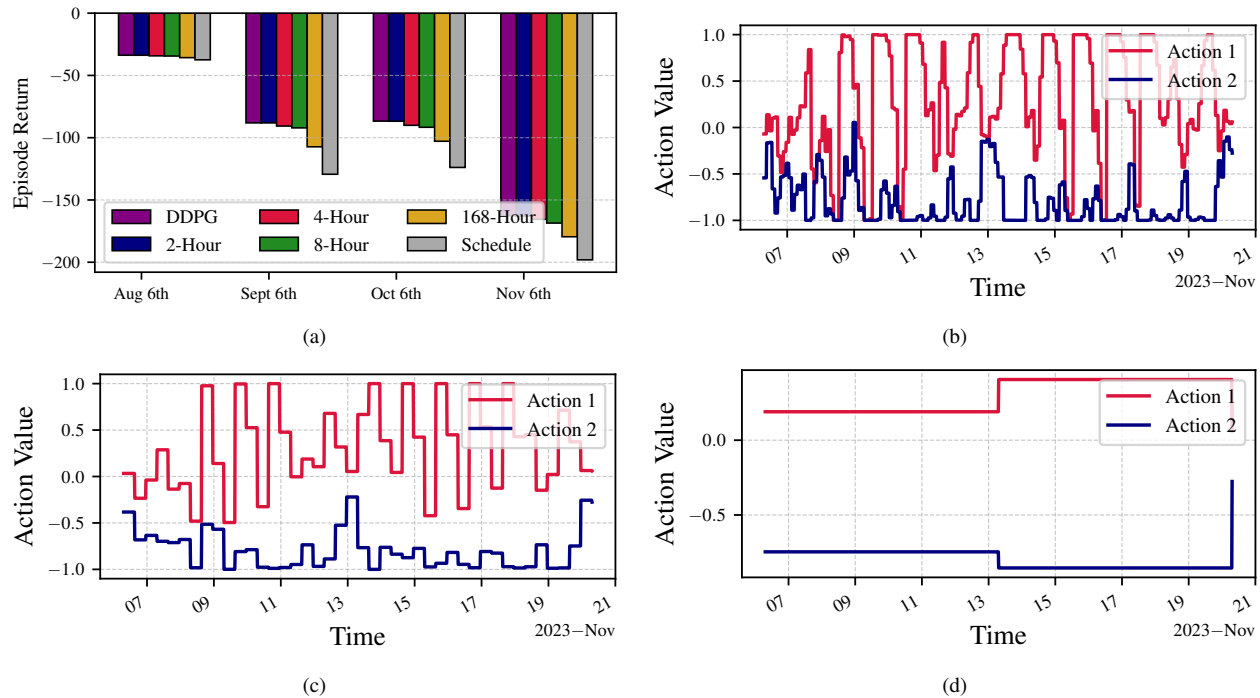 0
−50
−100
−150
−200
Episode Return
DDPG
4-Hour
168-Hour
2-Hour
8-Hour
Schedule
Aug 6th
Sept 6th
Oct 6th
Nov 6th
(a)
1.0
0.5
0.0
−0.5
−1.0
Action Value
Action 1
Action 2
07
09
11
13
15
17
19
21
Time
2023−Nov
(b)
1.0
0.5
0.0
−0.5
−1.0
Action Value
Action 1
Action 2
07
09
11
13
15
17
19
21
Time
2023−Nov
(c)
0.0
−0.5
Action Value
Action 1
Action 2
07
09
11
13
15
17
19
21
Time
2023−Nov
(d)